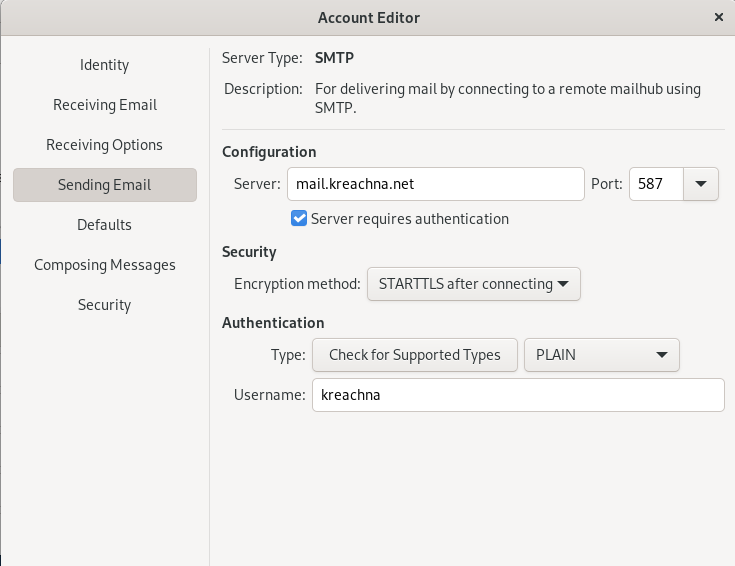 Account Editor
×
Identity
Receiving Email
Receiving Options
Sending Email
Defaults
Composing Messages
Security
Server Type: SMTP
Description: For delivering mail by connecting to a remote mailhub using
SMTP.
Configuration
Server: mail.kreachna.net Port: 587
Server requires authentication
Security
Encryption method: STARTTLS after connecting
Authentication
Type: Check for Supported Types PLAIN
Username: kreachna